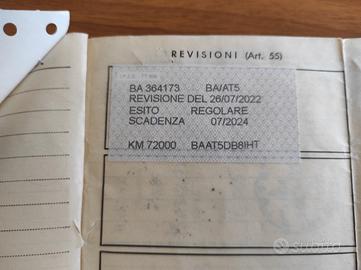 REVISIONI (Art. 55)
BA 364173 BA/AT5
REVISIONE DEL 26/07/2022
ESITO REGOLARE
SCADENZA 07/2024
KM 72000 BAAT5DB8IHT
subito